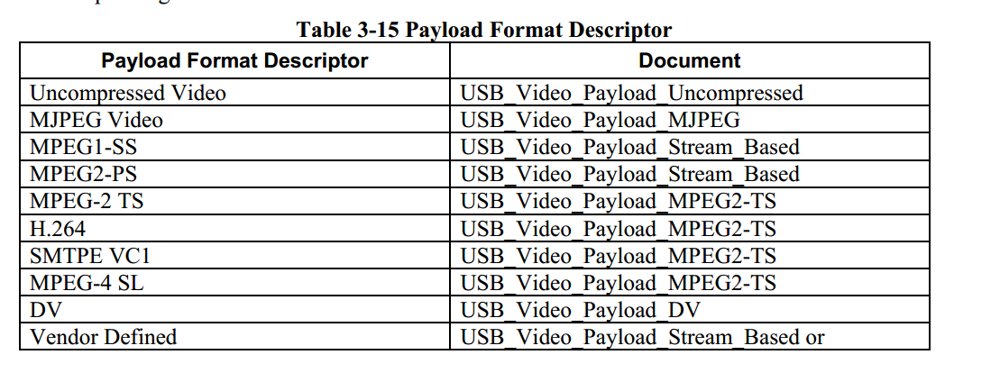 Table 3-15 Payload Format Descriptor
Payload Format Descriptor Document
Uncompressed Video USB_Video_Payload_Uncompressed
MJPEG Video USB_Video_Payload_MJPEG
MPEG1-SS USB_Video_Payload_Stream_Based
MPEG2-PS USB_Video_Payload_Stream_Based
MPEG-2 TS USB_Video_Payload_MPEG2-TS
H.264 USB_Video_Payload_MPEG2-TS
SMTPE VC1 USB_Video_Payload_MPEG2-TS
MPEG-4 SL USB_Video_Payload_MPEG2-TS
DV USB_Video_Payload_DV
Vendor Defined USB_Video_Payload_Stream_Based or